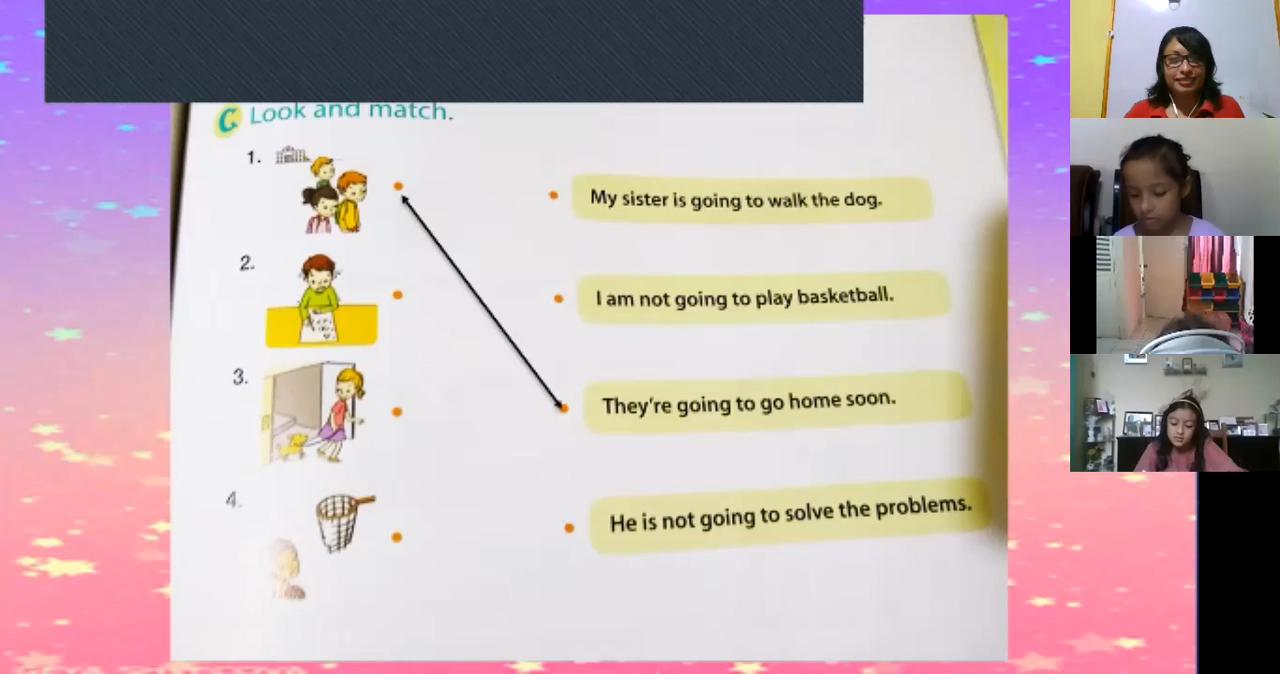 C Look and match.
1.
My sister is going to walk the dog.
2.
I am not going to play basketball.
3.
They're going to go home soon.
4.
He is not going to solve the problems.